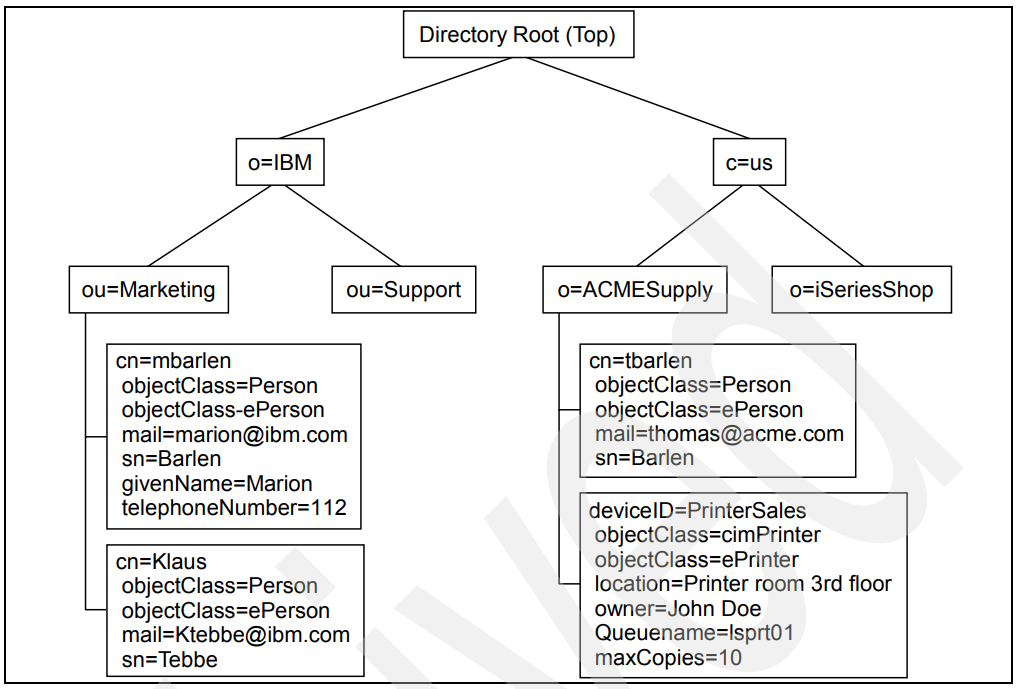 Directory Root (Top)
o=IBM
c=us
ou=Marketing
ou=Support
o=ACMESupply
o=iSeriesShop
cn=mbarlen
objectClass=Person
objectClass-ePerson
mail=marion@ibm.com
sn=Barlen
givenName=Marion
telephoneNumber=112
cn=Klaus
objectClass=Person
objectClass=ePerson
mail=Ktebbe@ibm.com
sn=Tebbe
cn=tbarlen
objectClass=Person
objectClass=ePerson
mail=thomas@acme.com
sn=Barlen
deviceID=PrinterSales
objectClass=cimPrinter
objectClass=ePrinter
location=Printer room 3rd floor
owner=John Doe
Queuename=lsprt01
maxCopies=10